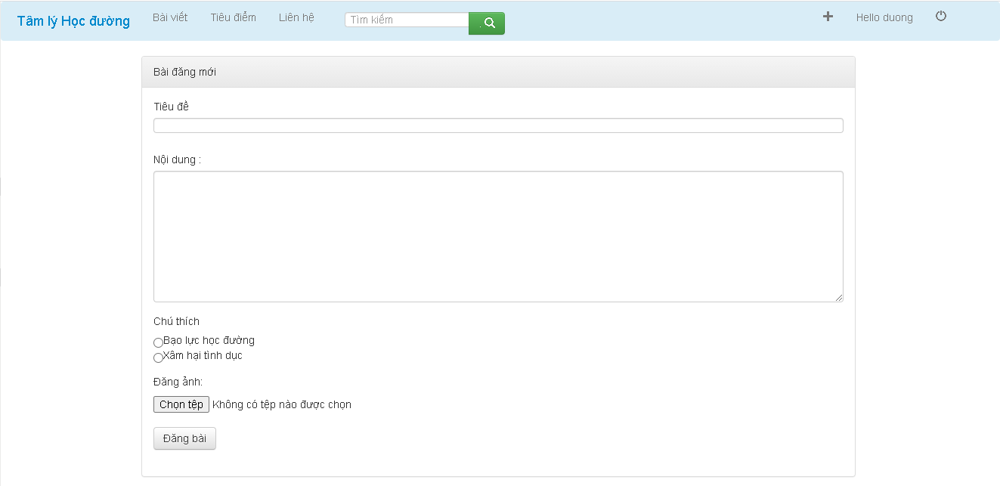 Tâm lý Học đường Bài viết Tiêu điểm Liên hệ Tìm kiếm Hello duong
Bài đăng mới
Tiêu đề
Nội dung :
Chú thích
Bạo lực học đường
Xâm hại tình dục
Đăng ảnh:
Chọn tệp Không có tệp nào được chọn
Đăng bài